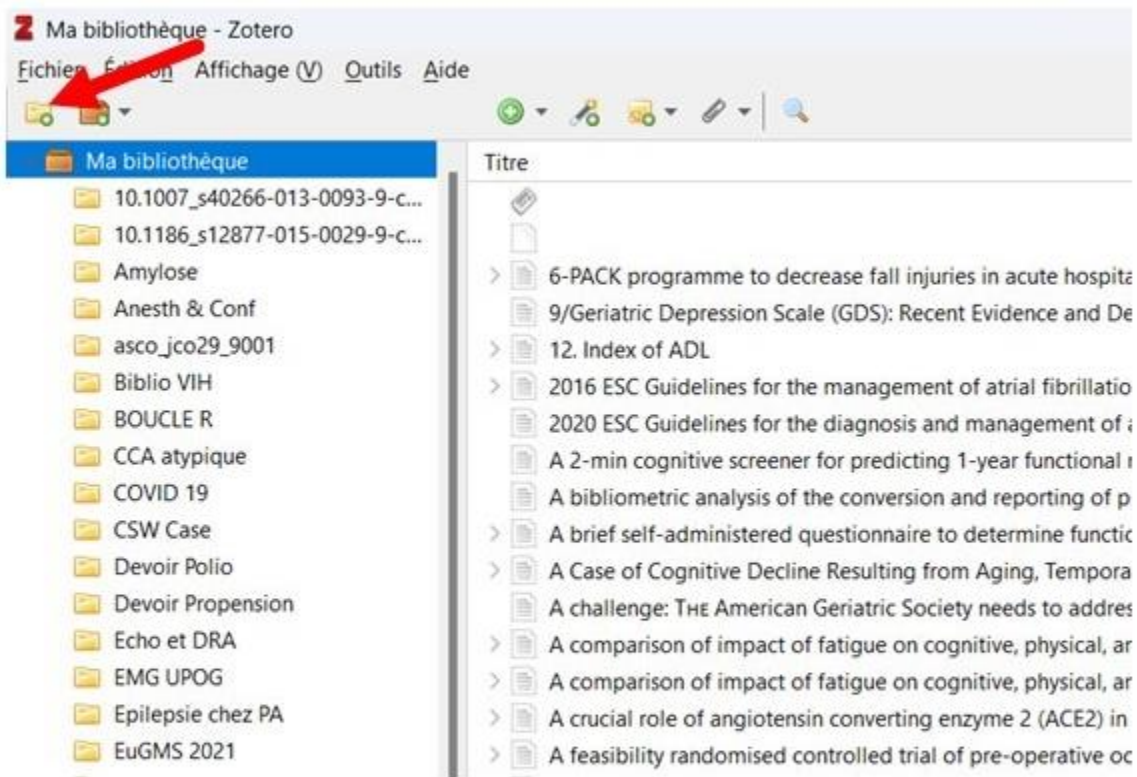 Ma bibliothèque - Zotero
Fichier Édition Affichage (V) Outils Aide
Ma bibliothèque
Titre
10.1007_s40266-013-0093-9-c...
10.1186_s12877-015-0029-9-c...
Amylose
6-PACK programme to decrease fall injuries in acute hospita
Anesth & Conf
9/Geriatric Depression Scale (GDS): Recent Evidence and De
asco_jco29_9001
12. Index of ADL
Biblio VIH
2016 ESC Guidelines for the management of atrial fibrillatio
BOUCLE R
2020 ESC Guidelines for the diagnosis and management of a
CCA atypique
A 2-min cognitive screener for predicting 1-year functional r
COVID 19
A bibliometric analysis of the conversion and reporting of p
CSW Case
A brief self-administered questionnaire to determine functio
Devoir Polio
A Case of Cognitive Decline Resulting from Aging, Tempora
Devoir Propension
A challenge: THE American Geriatric Society needs to addres
Echo et DRA
A comparison of impact of fatigue on cognitive, physical, an
EMG UPOG
A comparison of impact of fatigue on cognitive, physical, an
Epilepsie chez PA
A crucial role of angiotensin converting enzyme 2 (ACE2) in
EuGMS 2021
A feasibility randomised controlled trial of pre-operative oc